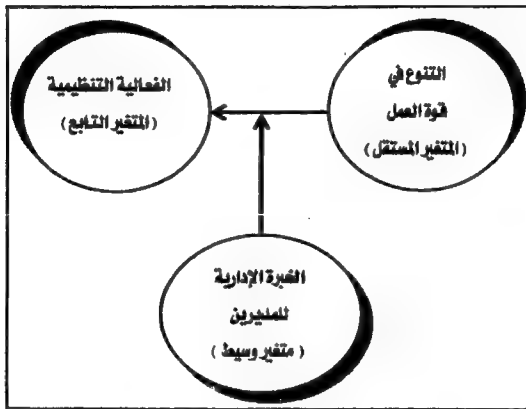 التنوع في
قوة العمل
(المتغير المستقل)
الفعالية التنظيمية
(المتغير التابع)
الخبرة الإدارية
للمديرين
(متغير وسيط)